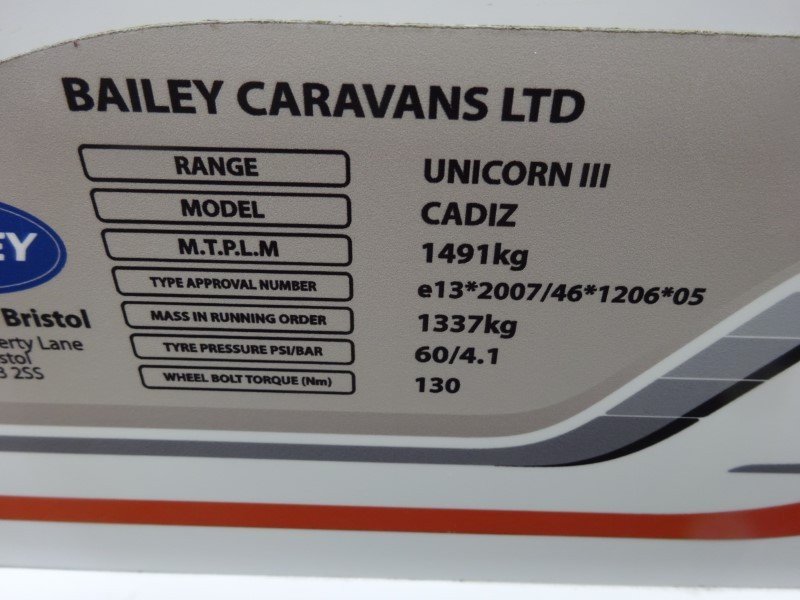 BAILEY CARAVANS LTD
RANGE UNICORN III
MODEL CADIZ
M.T.P.L.M 1491kg
TYPE APPROVAL NUMBER e13*2007/46*1206*05
MASS IN RUNNING ORDER 1337kg
TYRE PRESSURE PSI/BAR 60/4.1
WHEEL BOLT TORQUE (Nm) 130
EY
Bristol
erty Lane
stol
3 2SS